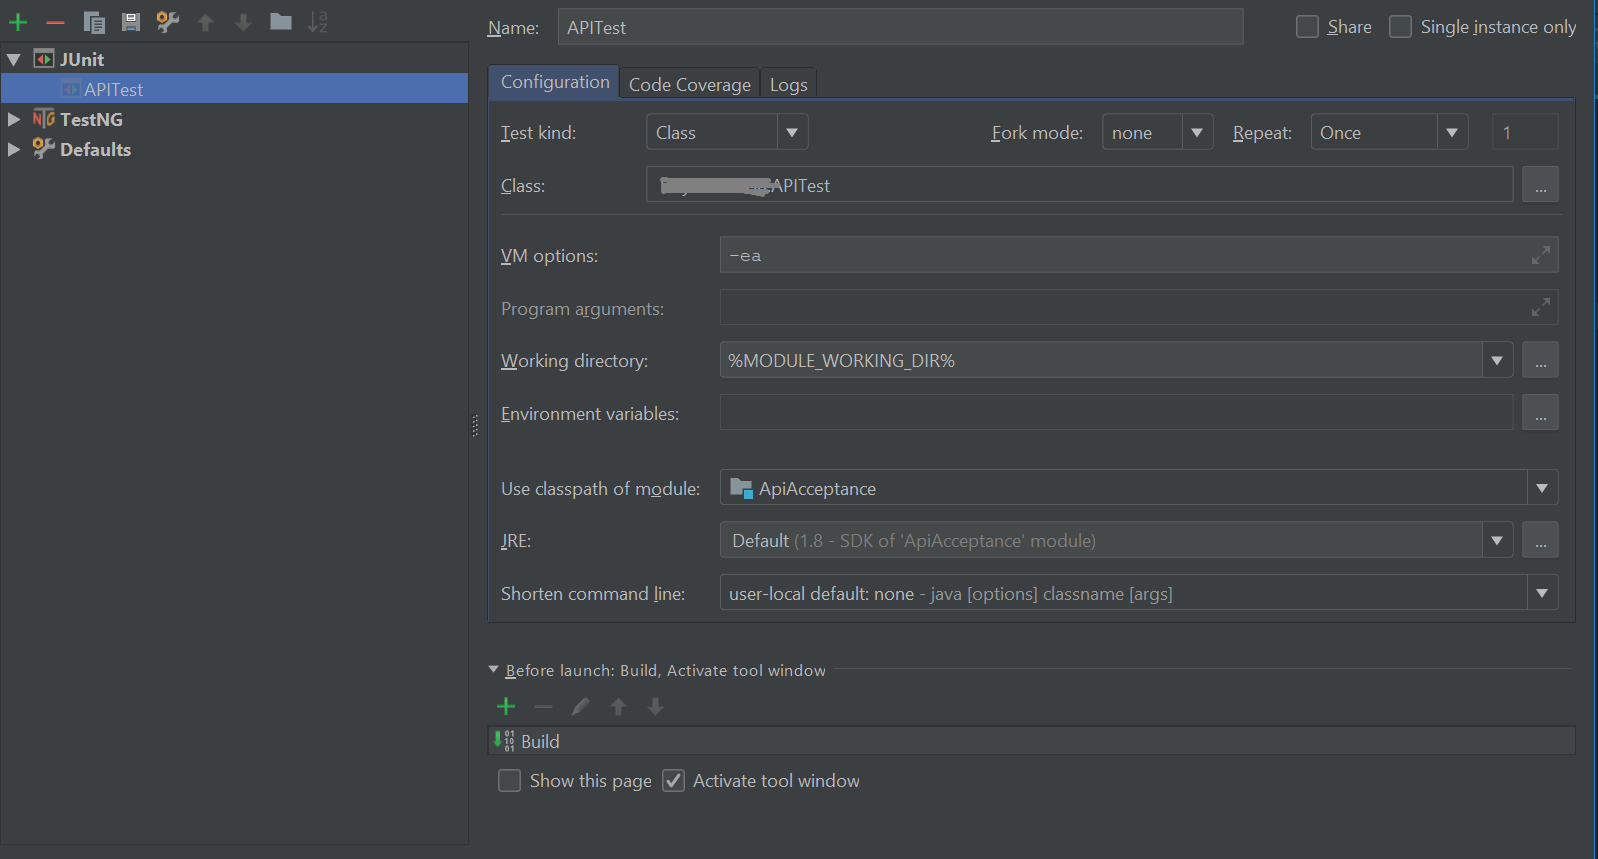 Name: APITest Share Single instance only
JUnit
APITest
TestNG
Defaults
Configuration Code Coverage Logs
Test kind: Class Fork mode: none Repeat: Once 1
Class: APITest ...
VM options: -ea
Program arguments:
Working directory: %MODULE_WORKING_DIR% ...
Environment variables: ...
Use classpath of module: ApiAcceptance
JRE: Default (1.8 - SDK of 'ApiAcceptance' module) ...
Shorten command line: user-local default: none - java [options] classname [args]
Before launch: Build, Activate tool window
Build
Show this page Activate tool window